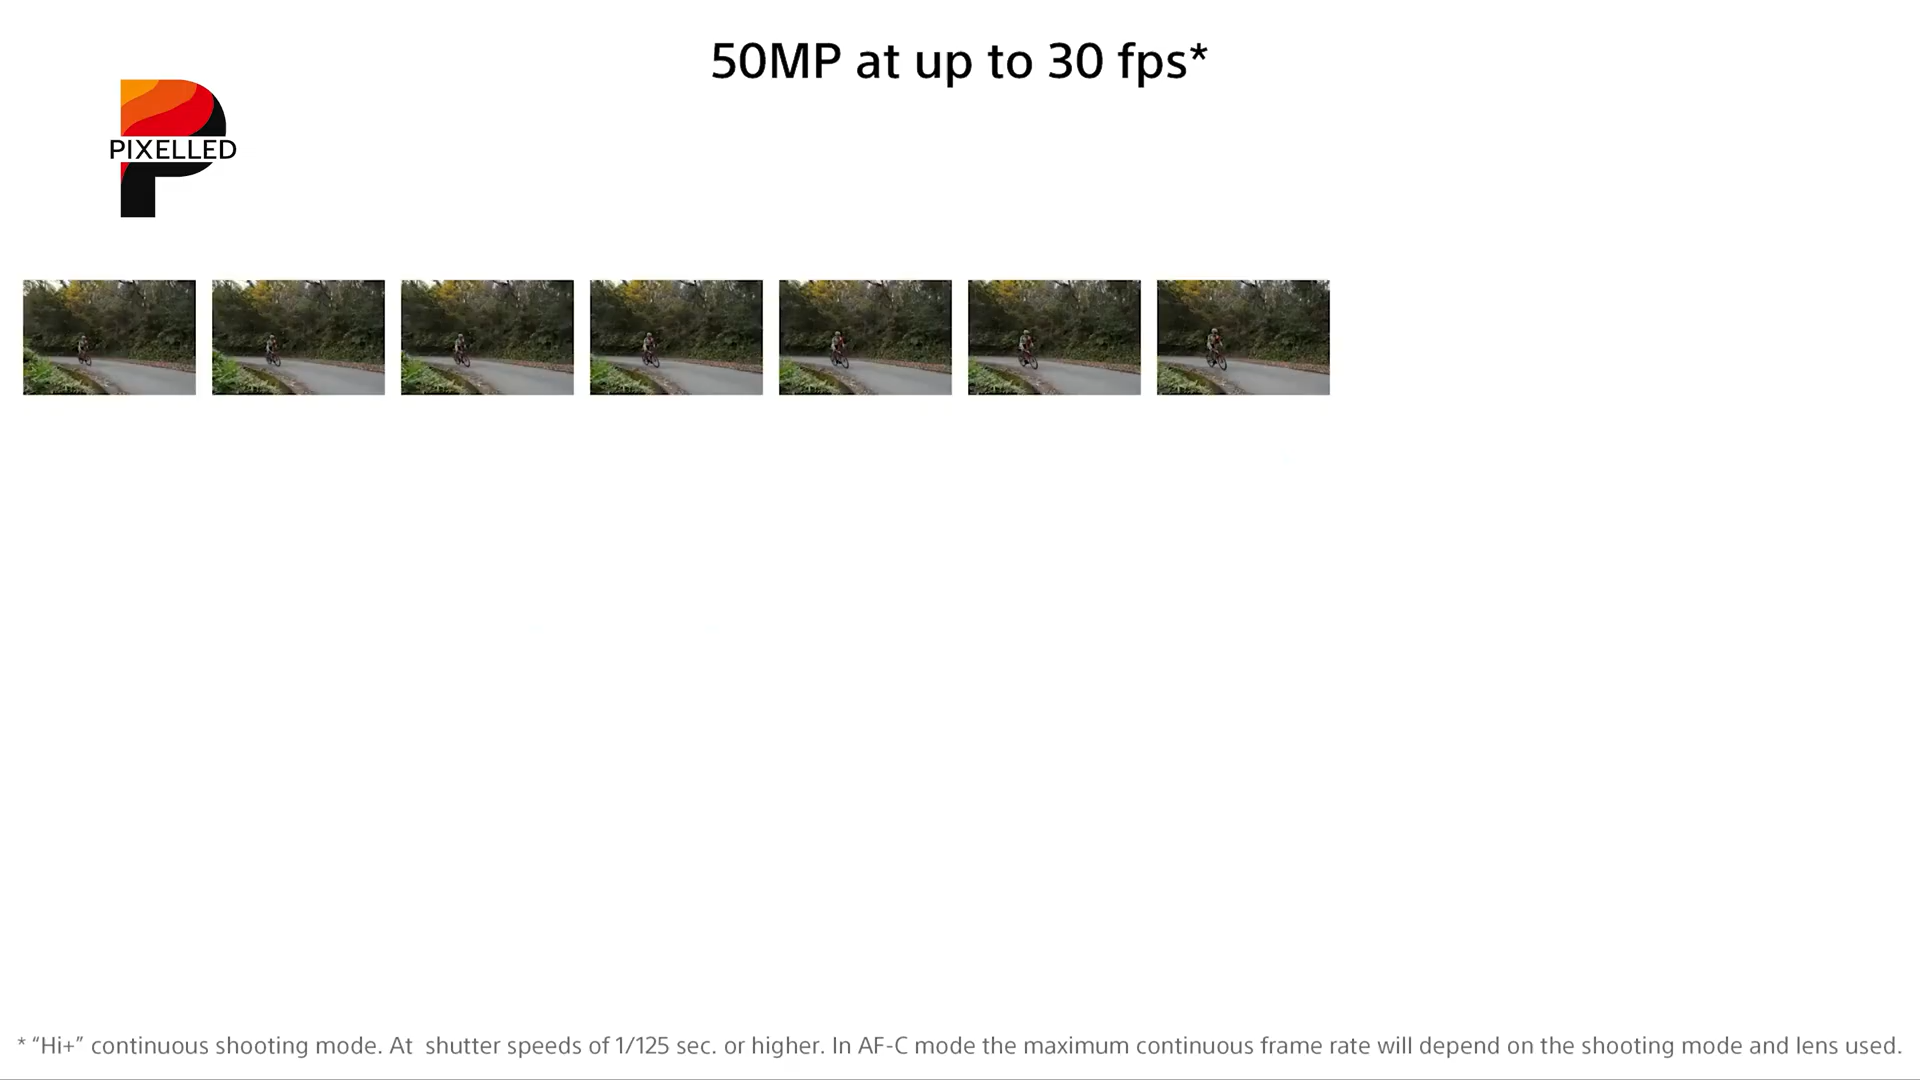 50MP at up to 30 fps*
PIXELLED
* “Hi+” continuous shooting mode. At  shutter speeds of 1/125 sec. or higher. In AF-C mode the maximum continuous frame rate will depend on the shooting mode and lens used.